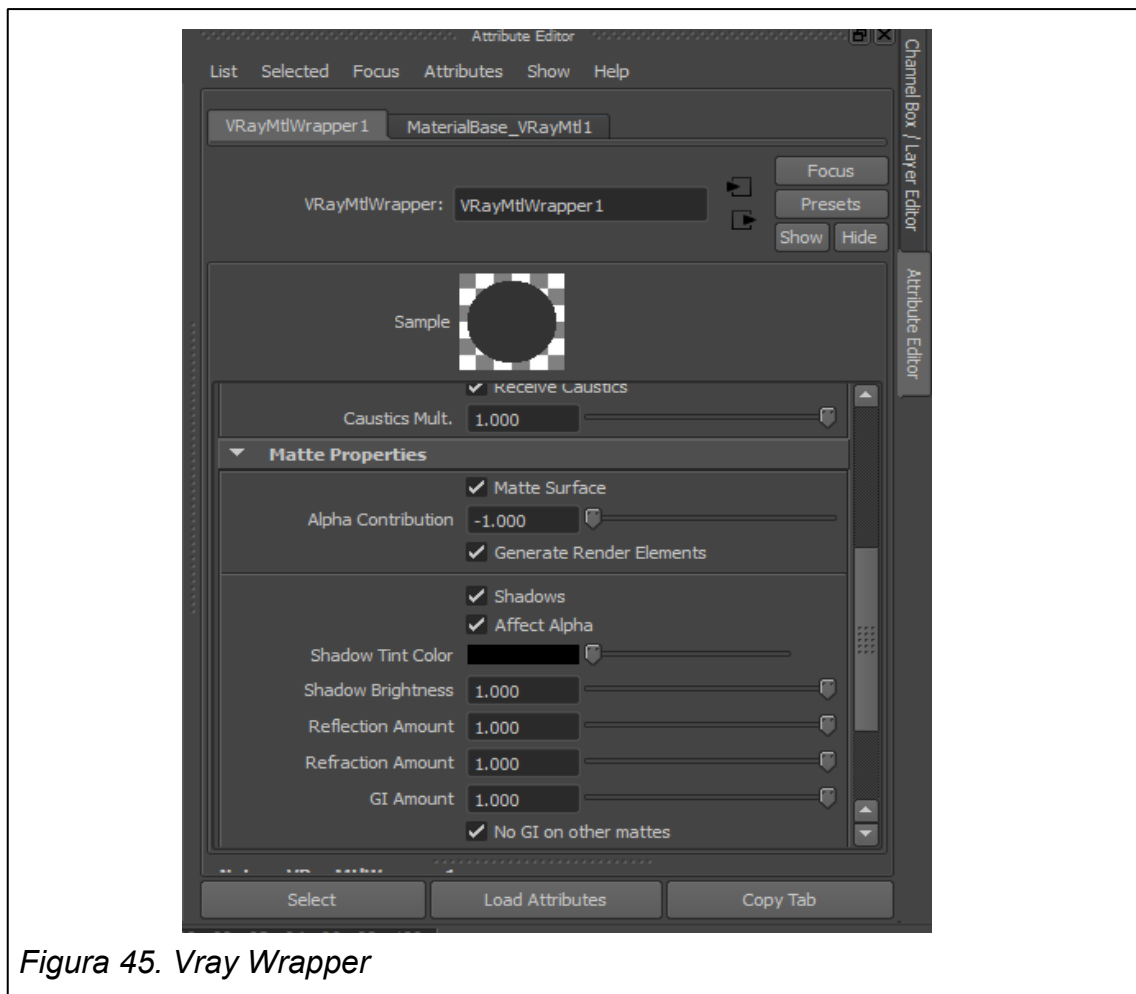 Attribute Editor
List Selected Focus Attributes Show Help
VRayMtlWrapper1 MaterialBase_VRayMtl1
Focus
VRayMtlWrapper: VRayMtlWrapper1
Presets
Show Hide
Sample
Receive Caustics
Caustics Mult. 1.000
Matte Properties
Matte Surface
Alpha Contribution -1.000
Generate Render Elements
Shadows
Affect Alpha
Shadow Tint Color
Shadow Brightness 1.000
Reflection Amount 1.000
Refraction Amount 1.000
GI Amount 1.000
No GI on other mattes
Select Load Attributes Copy Tab
Channel Box / Layer Editor
Attribute Editor
Figura 45. Vray Wrapper